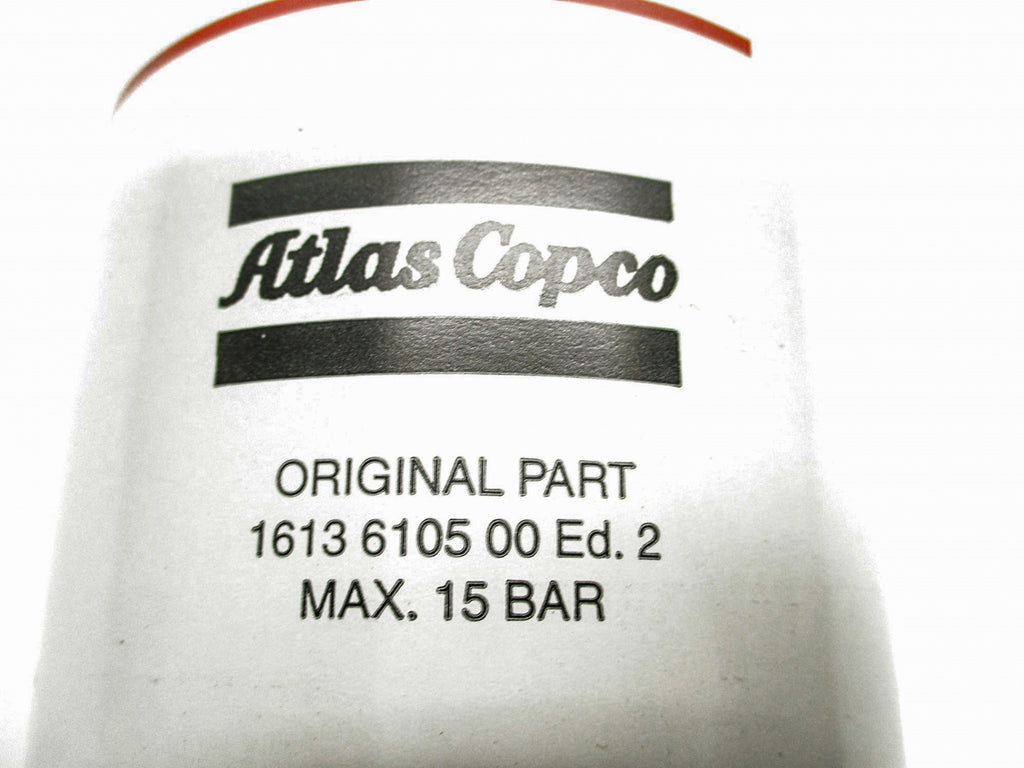 Atlas Copco
ORIGINAL PART
1613 6105 00 Ed. 2
MAX. 15 BAR